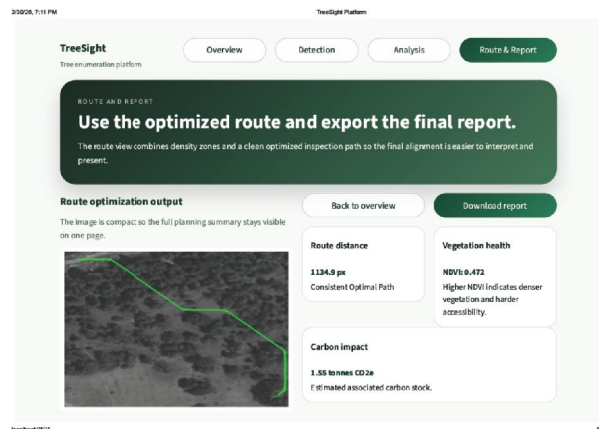 3/30/26, 7:11 PM
TreeSight Platform
TreeSight
Tree enumeration platform
Overview
Detection
Analysis
Route & Report
ROUTE AND REPORT
Use the optimized route and export the final report.
The route view combines density zones and a clean optimized inspection path so the final alignment is easier to interpret and
present.
Route optimization output
The image is compact so the full planning summary stays visible
on one page.
Back to overview
Download report
Route distance
1134.9 px
Consistent Optimal Path
Vegetation health
NDVI: 0.472
Higher NDVI indicates denser
vegetation and harder
accessibility.
Carbon impact
1.55 tonnes CO2e
Estimated associated carbon stock.